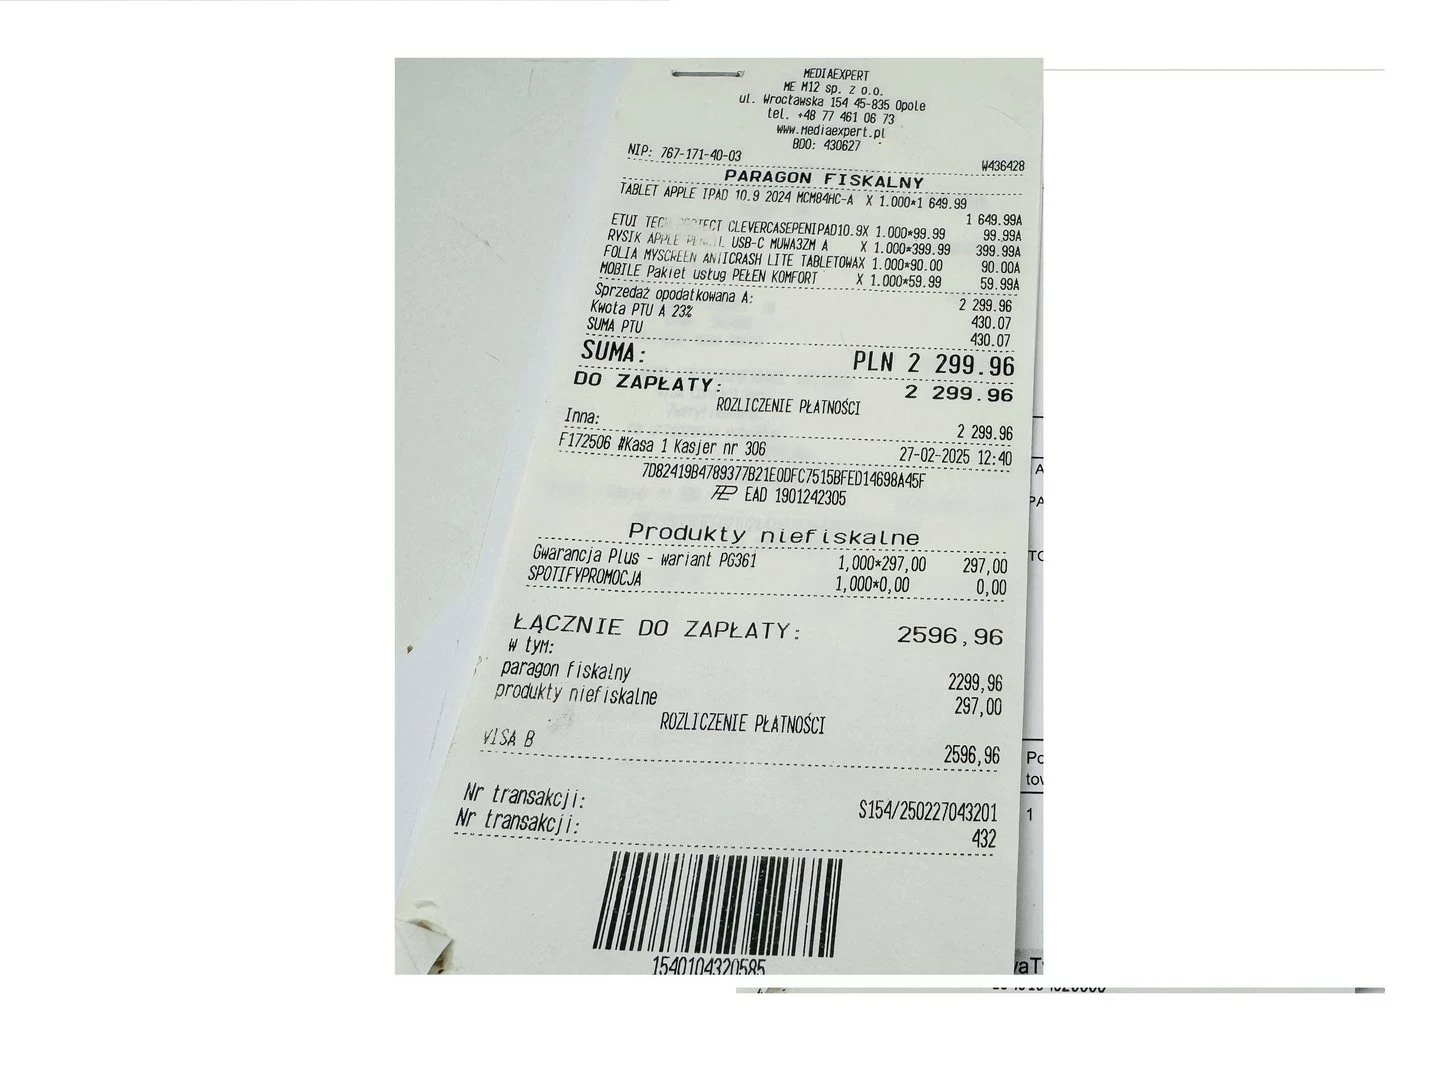 MEDIAEXPERT
ME M12 sp. z o.o.
ul. Wrocławska 154 45-835 Opole
tel. +48 77 461 06 73
www.mediaexpert.pl
BDO: 430627
NIP: 767-171-40-03 W436428
PARAGON FISKALNY
TABLET APPLE IPAD 10.9 2024 MCM84HC-A X 1.000*1 649.99
1 649.99A
ETUI TECH PROTECT CLEVERCASEPENIPAD10.9X 1.000*99.99 99.99A
RYSIK APPLE PENCIL USB-C MUWA3ZM A X 1.000*399.99 399.99A
FOLIA MYSCREEN ANTICRASH LITE TABLETOWAX 1.000*90.00 90.00A
MOBILE Pakiet usług PEŁEN KOMFORT X 1.000*59.99 59.99A
Sprzedaż opodatkowana A: 2 299.96
Kwota PTU A 23% 430.07
SUMA PTU 430.07
SUMA: PLN 2 299.96
DO ZAPŁATY: 2 299.96
ROZLICZENIE PŁATNOŚCI
Inna: 2 299.96
F172506 #Kasa 1 Kasjer nr 306 27-02-2025 12:40
7D82419B4789377B21E0DFC7515BFED14698A45F
EAD 1901242305
Produkty niefiskalne
Gwarancja Plus - wariant PG361 1,000*297,00 297,00
SPOTIFYPROMOCJA 1,000*0,00 0,00
ŁĄCZNIE DO ZAPŁATY: 2596,96
w tym:
paragon fiskalny 2299,96
produkty niefiskalne 297,00
ROZLICZENIE PŁATNOŚCI
VISA B 2596,96
Nr transakcji: S154/250227043201
Nr transakcji: 432
1540104320585